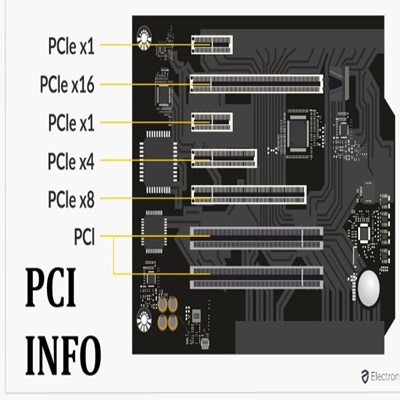 PCIe x1
PCIe x16
PCIe x1
PCIe x4
PCIe x8
PCI
PCI
INFO
Electron